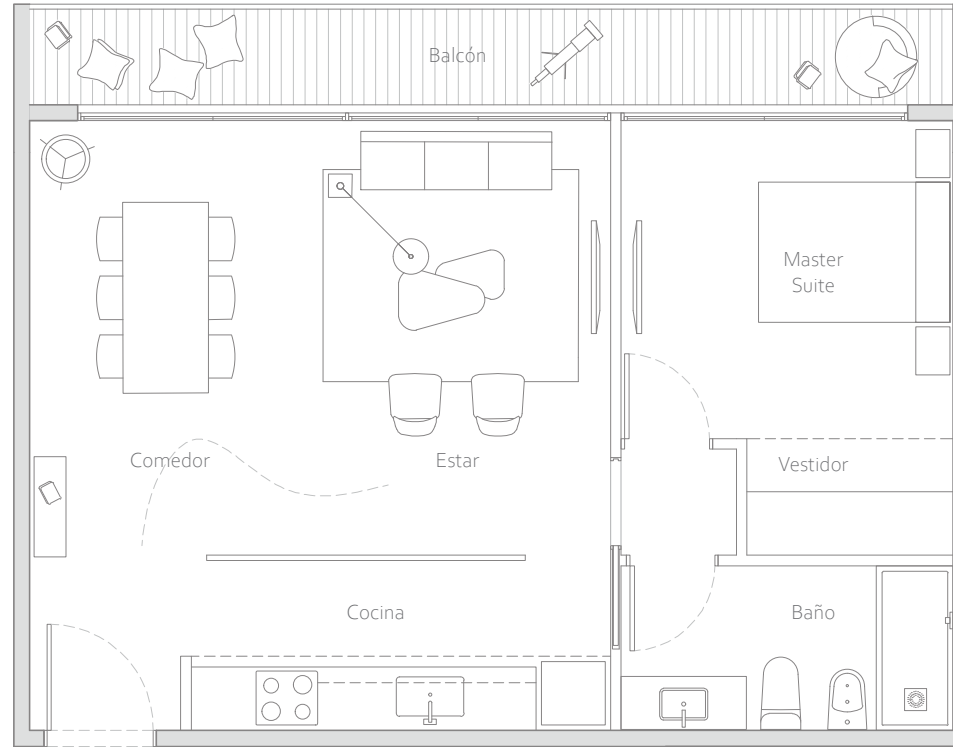 Balcón
Master
Suite
Comedor
Estar
Vestidor
Cocina
Baño